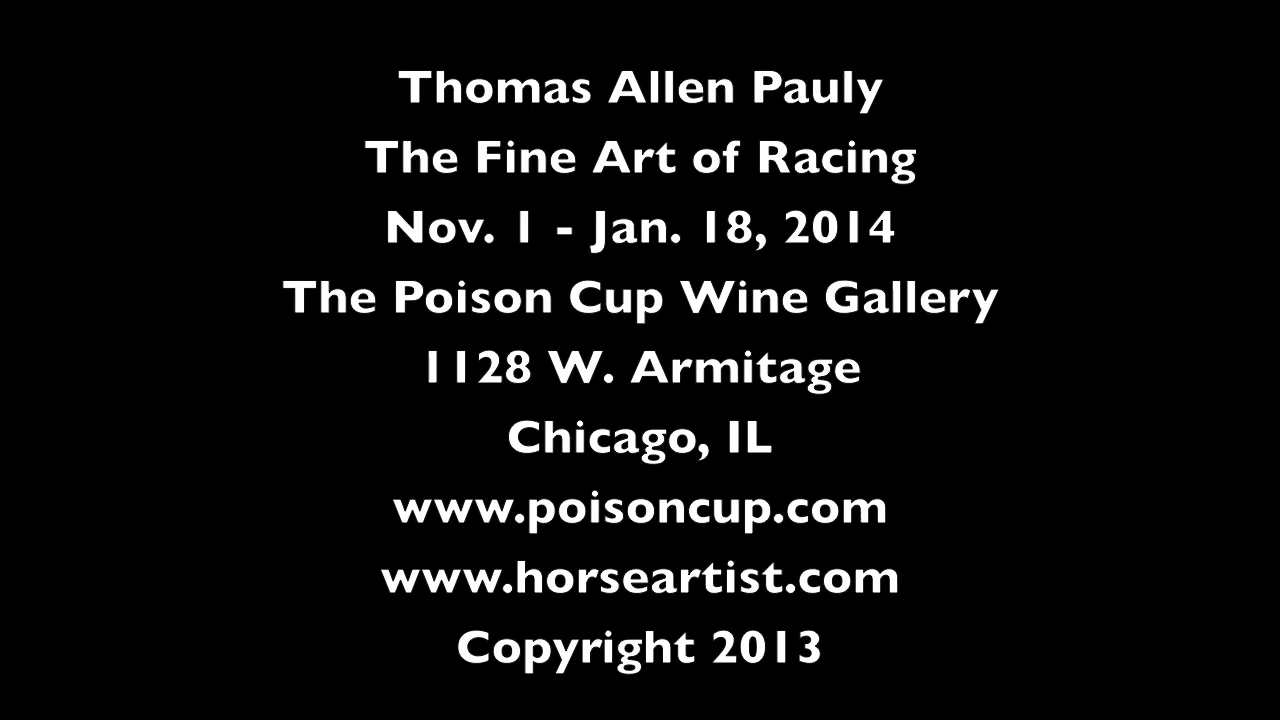 Thomas Allen Pauly
The Fine Art of Racing
Nov. 1 - Jan. 18, 2014
The Poison Cup Wine Gallery
1128 W. Armitage
Chicago, IL
www.poisoncup.com
www.horseartist.com
Copyright 2013